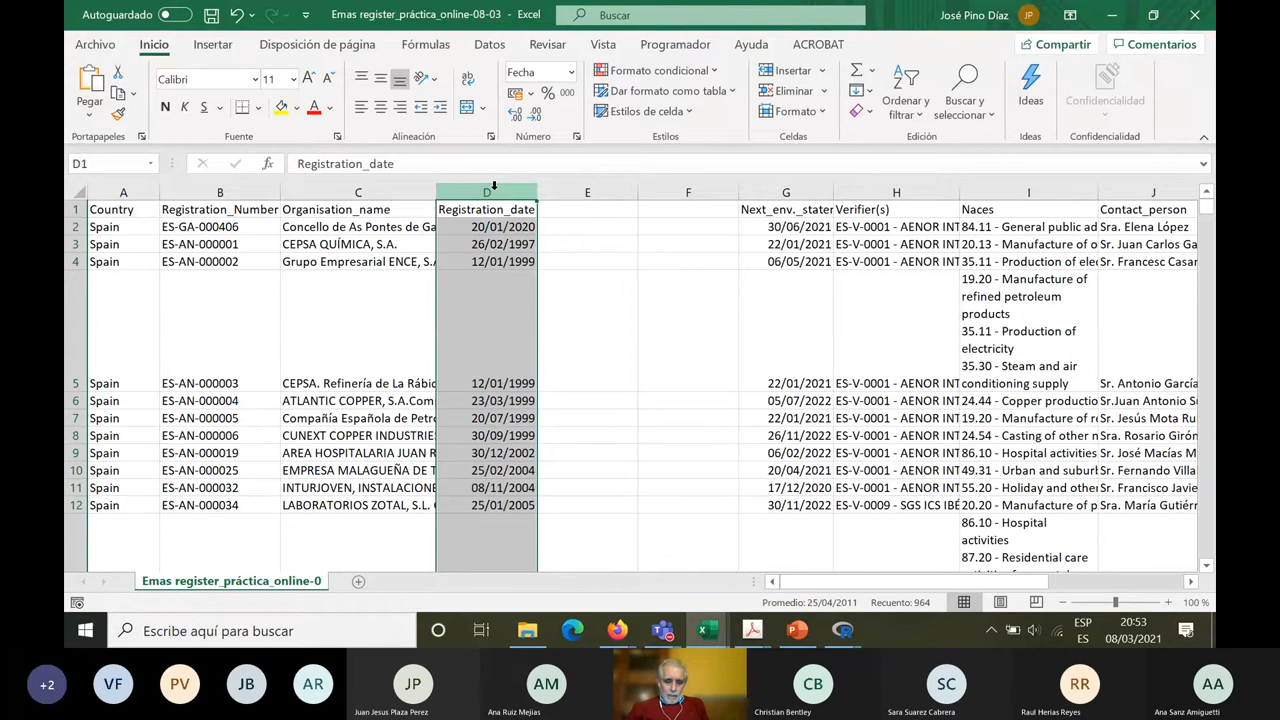 Autoguardado
Emas register_práctica_online-08-03 - Excel
Buscar
José Pino Díaz
JP
Archivo Inicio Insertar Disposición de página Fórmulas Datos Revisar Vista Programador Ayuda ACROBAT
Compartir Comentarios
Pegar
Calibri 11
N K S
Fecha
% 000
Formato condicional
Dar formato como tabla
Estilos de celda
Insertar
Eliminar
Formato
Ordenar y filtrar
Buscar y seleccionar
Ideas
Confidencialidad
Portapapeles Fuente Alineación Número Estilos Celdas Edición Ideas Confidencialidad
D1 fx Registration_date
A B C D E F G H I J
1 Country Registration_Number Organisation_name Registration_date Next_env._stater Verifier(s) Naces Contact_person
2 Spain ES-GA-000406 Concello de As Pontes de Ga 20/01/2020 30/06/2021 ES-V-0001 - AENOR INT 84.11 - General public ad Sra. Elena López
3 Spain ES-AN-000001 CEPSA QUÍMICA, S.A. 26/02/1997 22/01/2021 ES-V-0001 - AENOR INT 20.13 - Manufacture of o Sr. Juan Carlos Ga
4 Spain ES-AN-000002 Grupo Empresarial ENCE, S.A 12/01/1999 06/05/2021 ES-V-0001 - AENOR INT 35.11 - Production of elec Sr. Francesc Casar
19.20 - Manufacture of
refined petroleum
products
35.11 - Production of
electricity
35.30 - Steam and air
5 Spain ES-AN-000003 CEPSA. Refinería de La Rábic 12/01/1999 22/01/2021 ES-V-0001 - AENOR INT conditioning supply Sr. Antonio García
6 Spain ES-AN-000004 ATLANTIC COPPER, S.A.Com 23/03/1999 05/07/2022 ES-V-0001 - AENOR INT 24.44 - Copper productio Sr.Juan Antonio S
7 Spain ES-AN-000005 Compañía Española de Petr 20/07/1999 22/01/2021 ES-V-0001 - AENOR INT 19.20 - Manufacture of r Sr. Jesús Mota Ru
8 Spain ES-AN-000006 CUNEXT COPPER INDUSTRIE 30/09/1999 26/11/2022 ES-V-0001 - AENOR INT 24.54 - Casting of other n Sra. Rosario Girón
9 Spain ES-AN-000019 AREA HOSPITALARIA JUAN R 30/12/2002 06/02/2022 ES-V-0001 - AENOR INT 86.10 - Hospital activities Sr. José Macías M
10 Spain ES-AN-000025 EMPRESA MALAGUEÑA DE T 25/02/2004 20/04/2021 ES-V-0001 - AENOR INT 49.31 - Urban and suburb Sr. Fernando Villa
11 Spain ES-AN-000032 INTURJOVEN, INSTALACIONE 08/11/2004 17/12/2020 ES-V-0001 - AENOR INT 55.20 - Holiday and other Sr. Francisco Javie
12 Spain ES-AN-000034 LABORATORIOS ZOTAL, S.L. 25/01/2005 30/11/2022 ES-V-0009 - SGS ICS IBÉ 20.20 - Manufacture of p Sra. María Gutiérr
86.10 - Hospital
activities
87.20 - Residential care
Emas register_práctica_online-0
Promedio: 25/04/2011 Recuento: 964 100 %
Escribe aquí para buscar
ESP
ES
20:53
08/03/2021
+2 VF PV JB AR JP AM CB SC RR AA
Juan Jesus Plaza Perez
Ana Ruiz Mejias
Christian Bentley
Sara Suarez Cabrera
Raul Herias Reyes
Ana Sanz Amiguetti